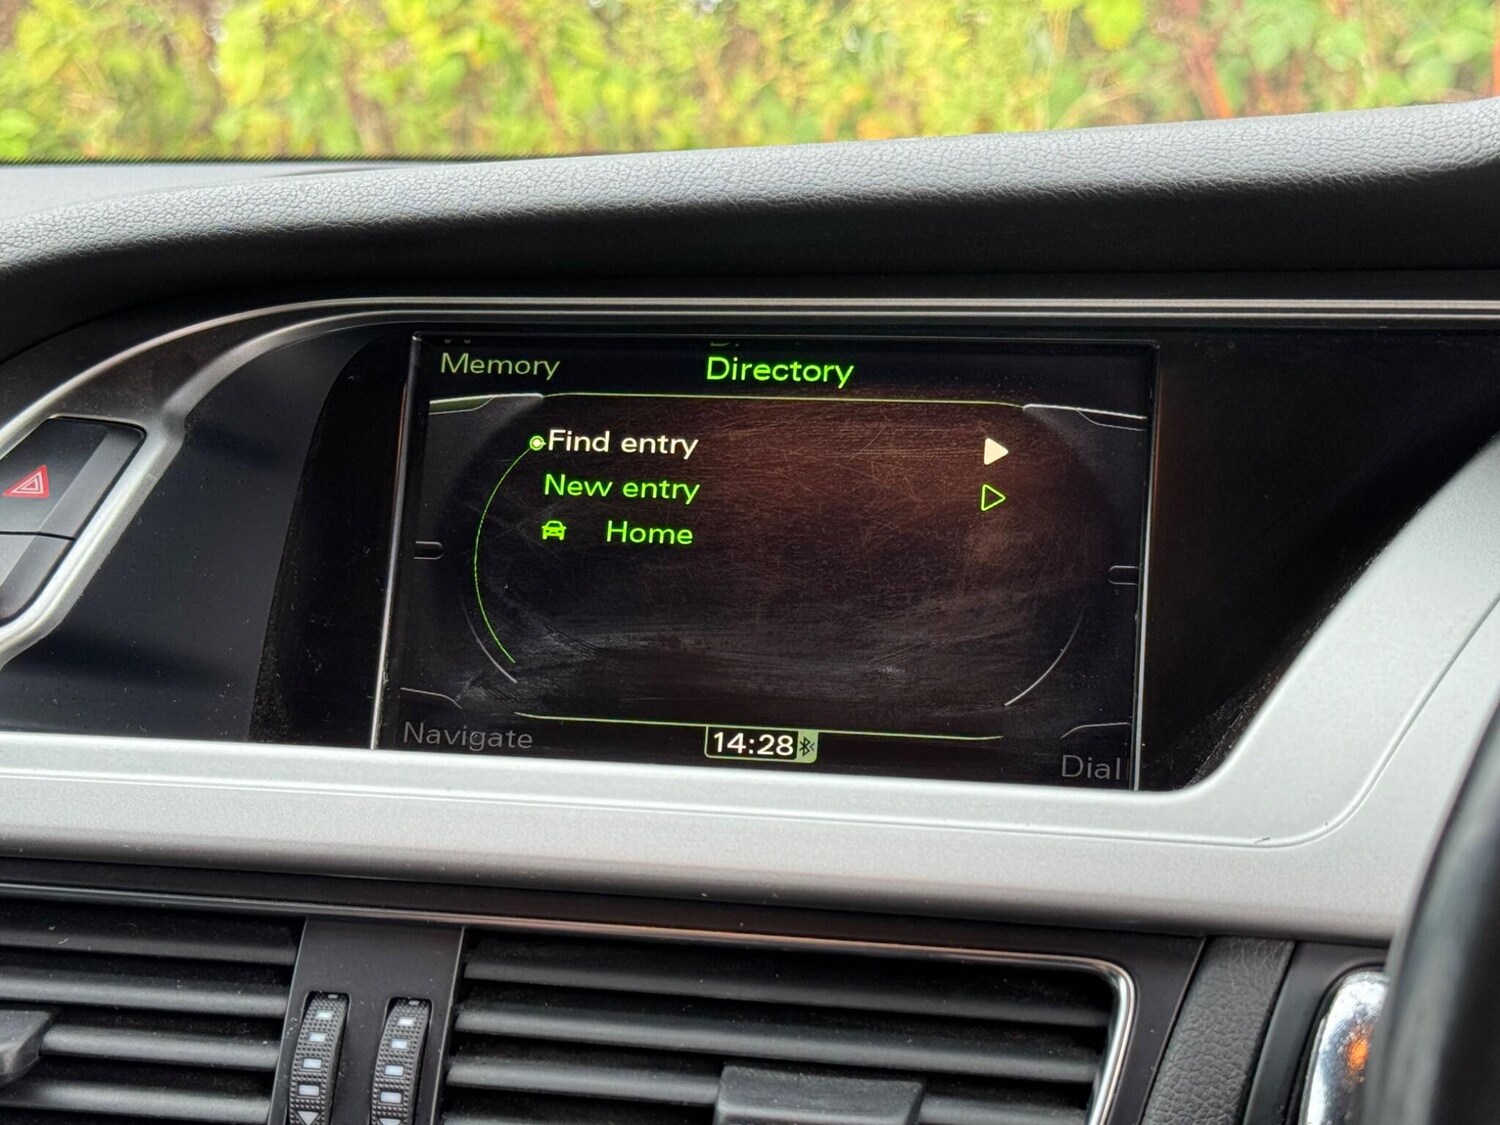 Memory
Directory
Find entry
New entry
Home
Navigate
14:28
Dial